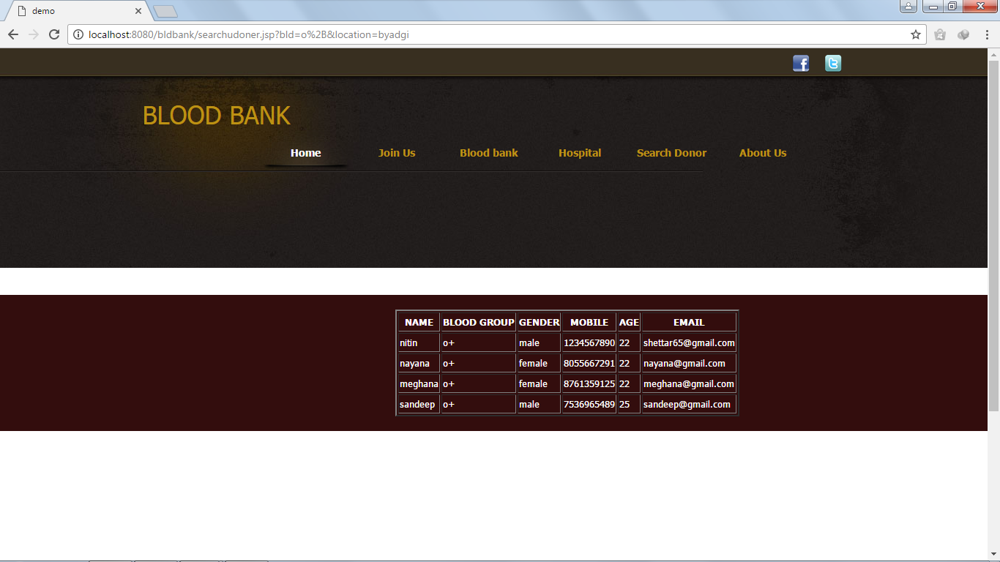 demo
localhost:8080/bldbank/searchudoner.jsp?bld=o%2B&location=byadgi
BLOOD BANK
Home Join Us Blood bank Hospital Search Donor About Us
NAME BLOOD GROUP GENDER MOBILE AGE EMAIL
nitin o+ male 1234567890 22 shettar65@gmail.com
nayana o+ female 8055667291 22 nayana@gmail.com
meghana o+ female 8761359125 22 meghana@gmail.com
sandeep o+ male 7536965489 25 sandeep@gmail.com